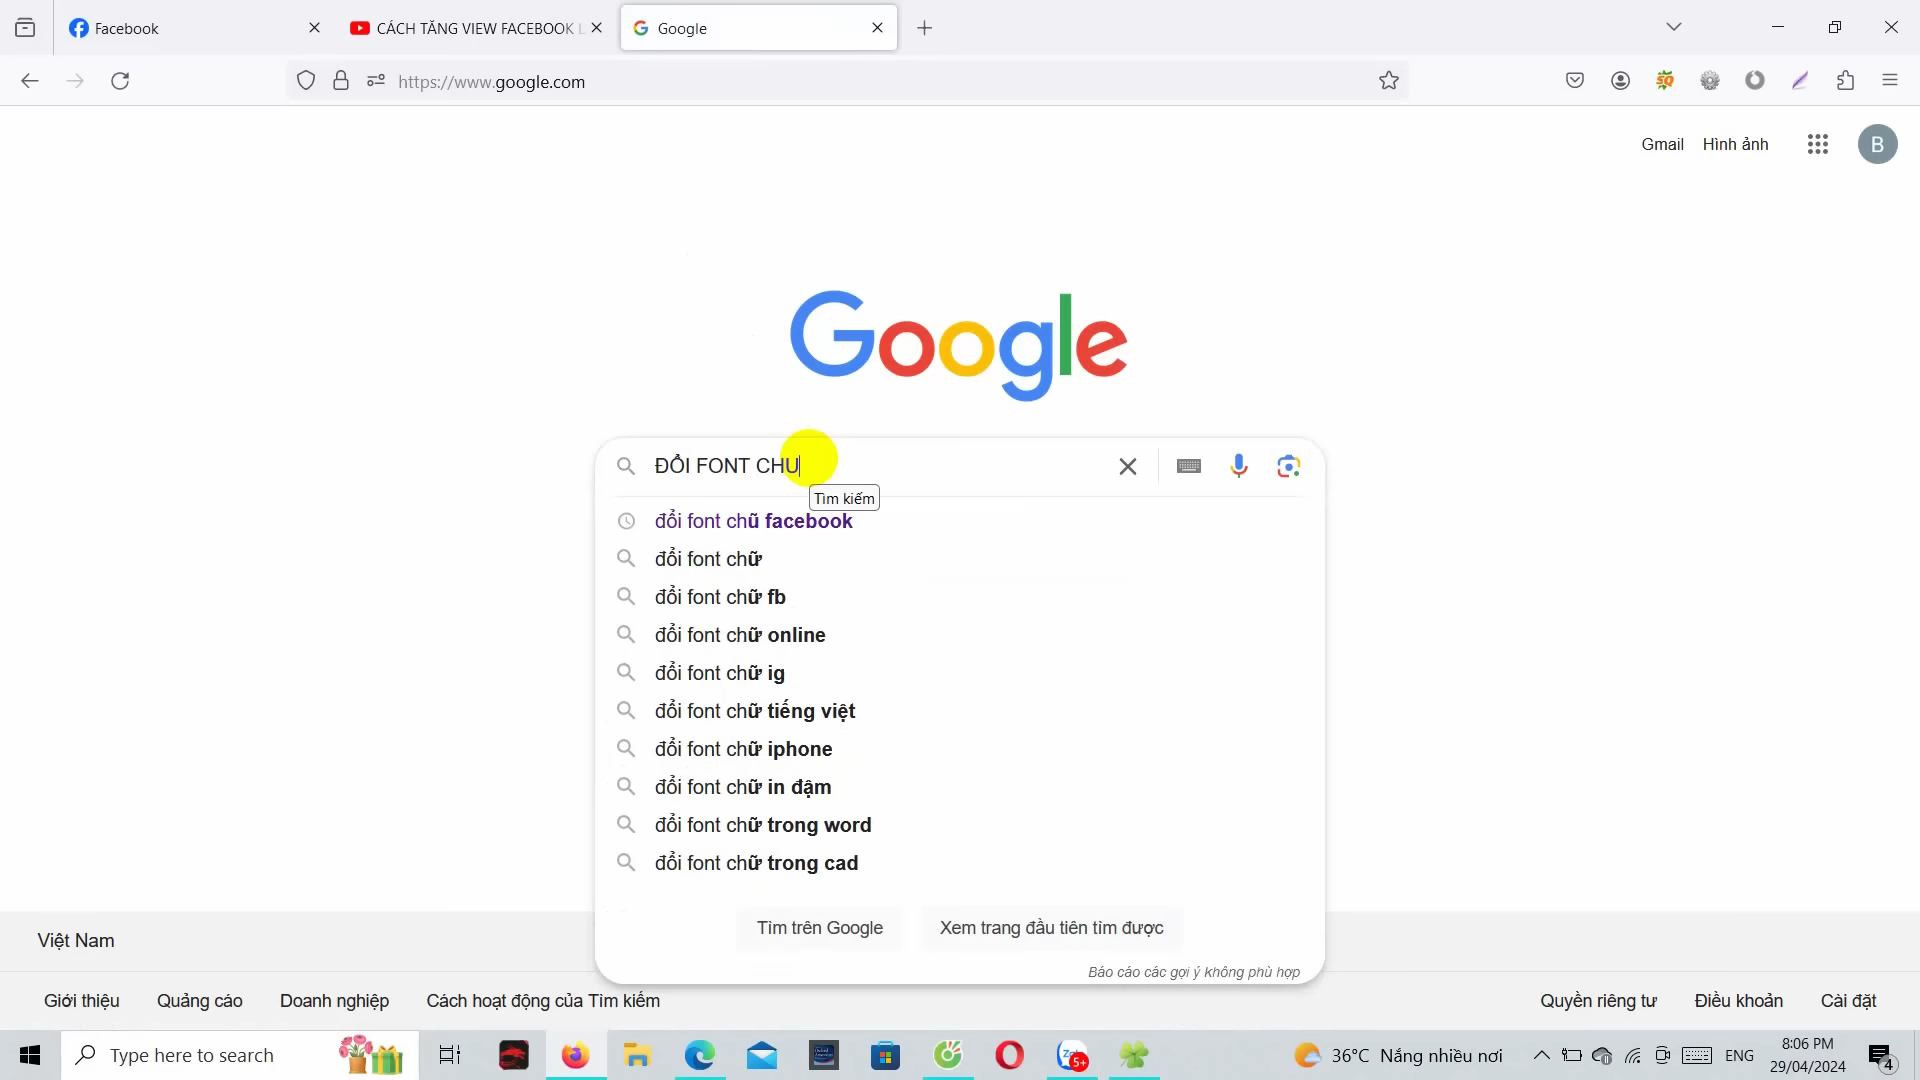 Facebook
CÁCH TĂNG VIEW FACEBOOK L
Google
https://www.google.com
Gmail
Hình ảnh
B
Google
ĐỔI FONT CHU
Tìm kiếm
đổi font chũ facebook
đổi font chữ
đổi font chữ fb
đổi font chữ online
đổi font chữ ig
đổi font chữ tiếng việt
đổi font chữ iphone
đổi font chữ in đậm
đổi font chữ trong word
đổi font chữ trong cad
Tìm trên Google
Xem trang đầu tiên tìm được
Báo cáo các gợi ý không phù hợp
Việt Nam
Giới thiệu
Quảng cáo
Doanh nghiệp
Cách hoạt động của Tìm kiếm
Quyền riêng tư
Điều khoản
Cài đặt
Type here to search
5+
36°C Nắng nhiều nơi
ENG
8:06 PM
29/04/2024
4